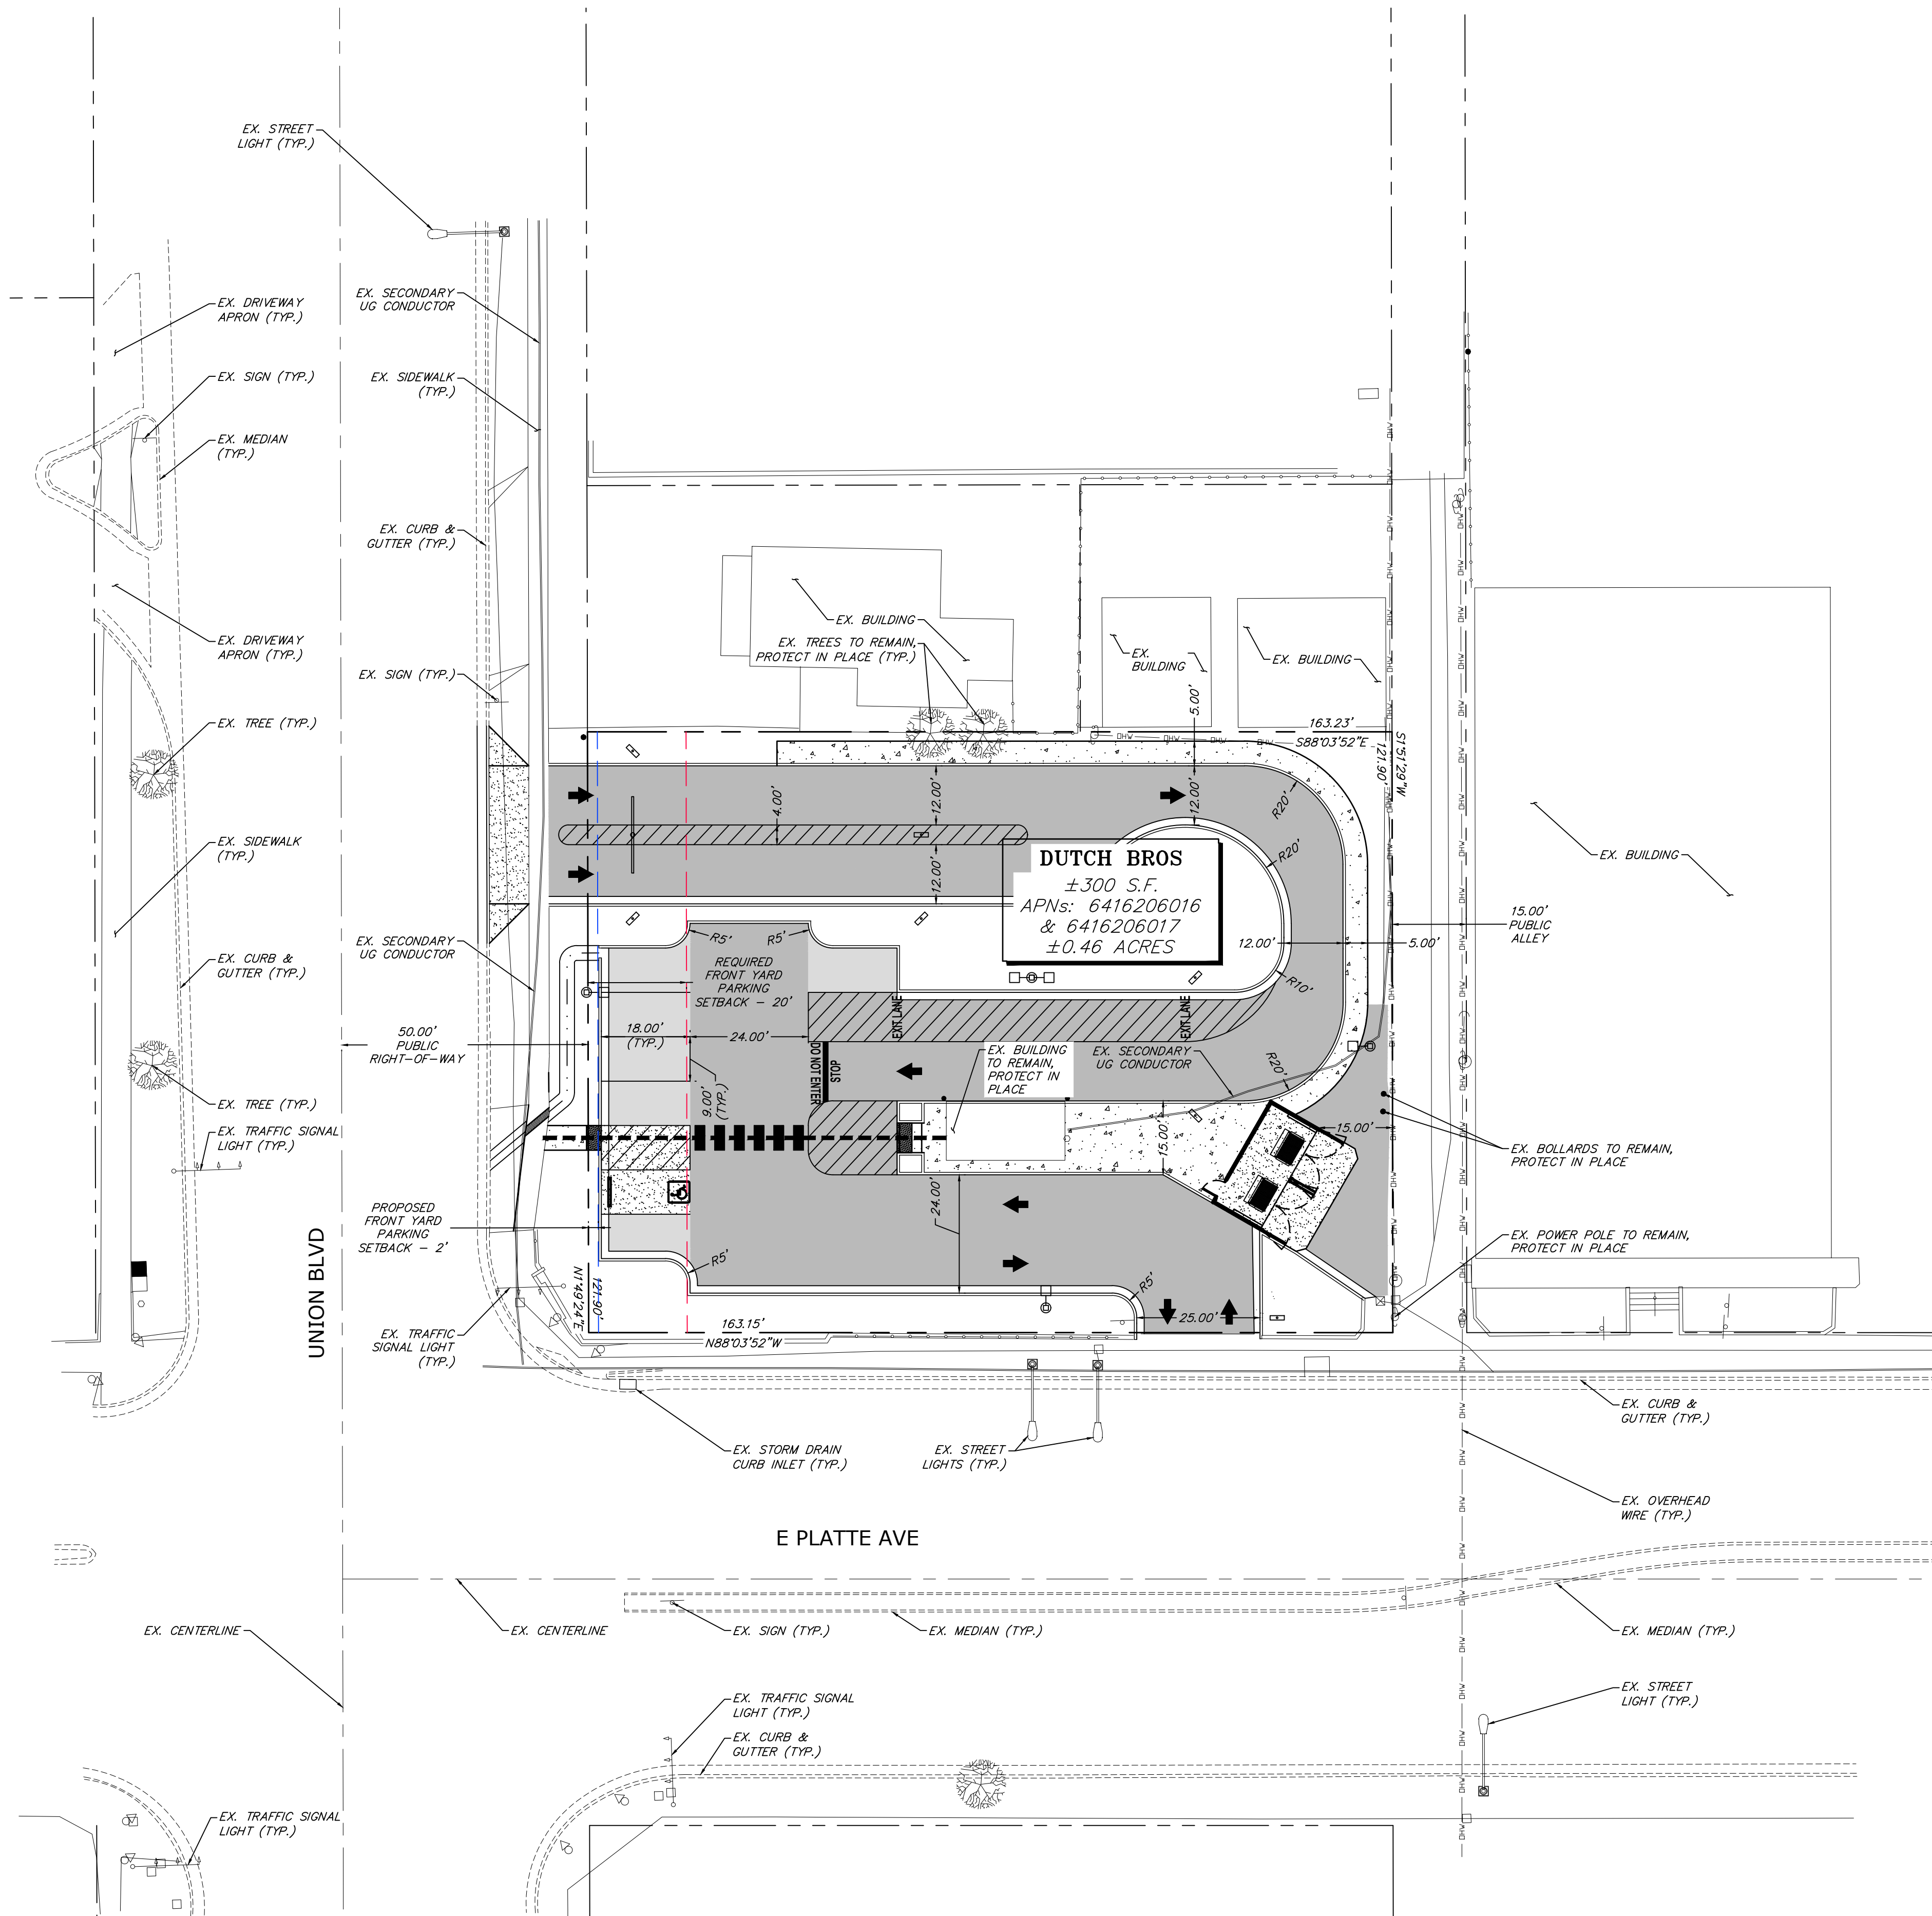 EX. STREET
LIGHT (TYP.)
EX. DRIVEWAY
APRON (TYP.)
EX. SECONDARY
UG CONDUCTOR
EX. SIGN (TYP.)
EX. SIDEWALK
(TYP.)
EX. MEDIAN
(TYP.)
EX. CURB &
GUTTER (TYP.)
EX. DRIVEWAY
APRON (TYP.)
EX. SIGN (TYP.)
EX. BUILDING
EX. TREES TO REMAIN,
PROTECT IN PLACE (TYP.)
EX.
BUILDING
EX. BUILDING
EX. TREE (TYP.)
5.00'
163.23'
S88°03'52"E
S1°51'29"W
121.90'
OHW
OHW
OHW
4.00'
12.00'
12.00'
R20'
EX. SIDEWALK
(TYP.)
12.00'
R20'
DUTCH BROS
±300 S.F.
APNs: 6416206016
& 6416206017
±0.46 ACRES
EX. BUILDING
15.00'
PUBLIC
ALLEY
EX. SECONDARY
UG CONDUCTOR
R5'
R5'
12.00'
5.00'
EX. CURB &
GUTTER (TYP.)
REQUIRED
FRONT YARD
PARKING
SETBACK - 20'
R10'
EXIT LANE
EXIT LANE
50.00'
PUBLIC
RIGHT-OF-WAY
18.00'
(TYP.)
24.00'
DO NOT ENTER
STOP
EX. BUILDING
TO REMAIN,
PROTECT IN
PLACE
EX. SECONDARY
UG CONDUCTOR
R20'
9.00'
(TYP.)
EX. TREE (TYP.)
EX. TRAFFIC SIGNAL
LIGHT (TYP.)
15.00'
15.00'
EX. BOLLARDS TO REMAIN,
PROTECT IN PLACE
PROPOSED
FRONT YARD
PARKING
SETBACK - 2'
24.00'
EX. POWER POLE TO REMAIN,
PROTECT IN PLACE
UNION BLVD
R5'
R5'
N1°49'24"E
121.90'
25.00'
163.15'
N88°03'52"W
EX. TRAFFIC
SIGNAL LIGHT
(TYP.)
EX. CURB &
GUTTER (TYP.)
EX. STORM DRAIN
CURB INLET (TYP.)
EX. STREET
LIGHTS (TYP.)
EX. OVERHEAD
WIRE (TYP.)
E PLATTE AVE
EX. CENTERLINE
EX. CENTERLINE
EX. SIGN (TYP.)
EX. MEDIAN (TYP.)
EX. MEDIAN (TYP.)
EX. TRAFFIC SIGNAL
LIGHT (TYP.)
EX. STREET
LIGHT (TYP.)
EX. CURB &
GUTTER (TYP.)
EX. TRAFFIC SIGNAL
LIGHT (TYP.)